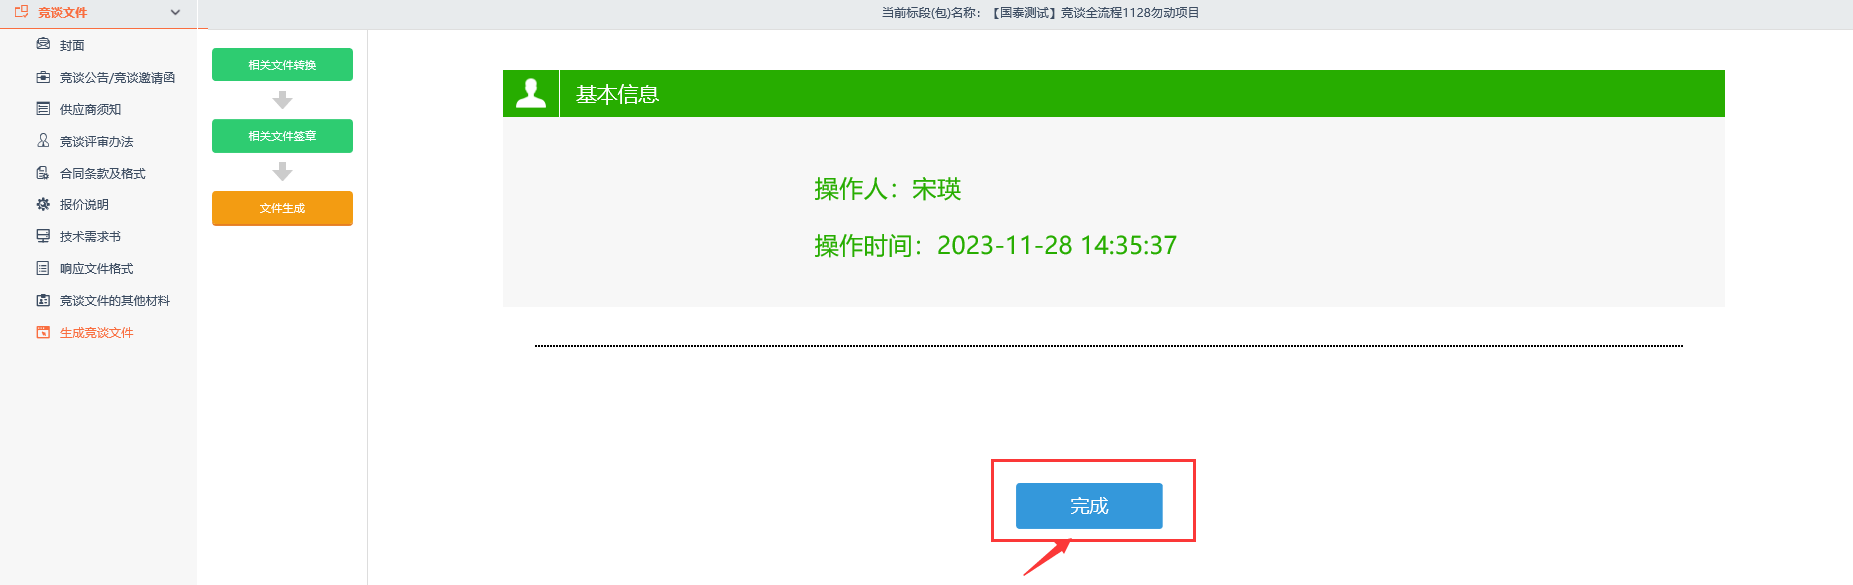 竞谈文件
当前标段(包)名称：【国泰测试】竞谈全流程1128勿动项目
封面
竞谈公告/竞谈邀请函
供应商须知
竞谈评审办法
合同条款及格式
报价说明
技术需求书
响应文件格式
竞谈文件的其他材料
生成竞谈文件
相关文件转换
相关文件签章
文件生成
基本信息
操作人：宋瑛
操作时间：2023-11-28 14:35:37
完成